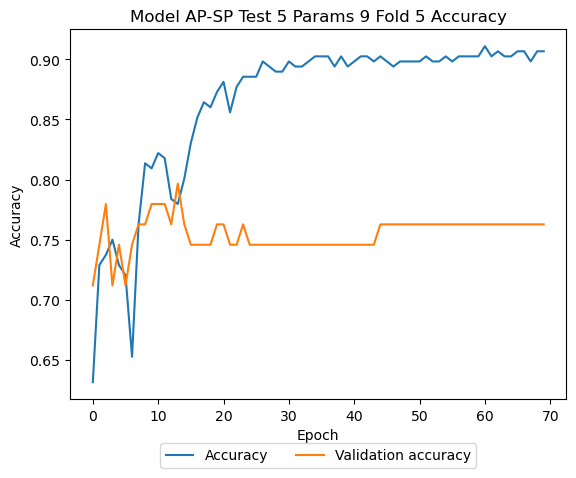 Model AP-SP Test 5 Params 9 Fold 5 Accuracy
0.90
0.85
0.80
0.75
0.70
0.65
Accuracy
0 10 20 30 40 50 60 70
Epoch
Accuracy Validation accuracy